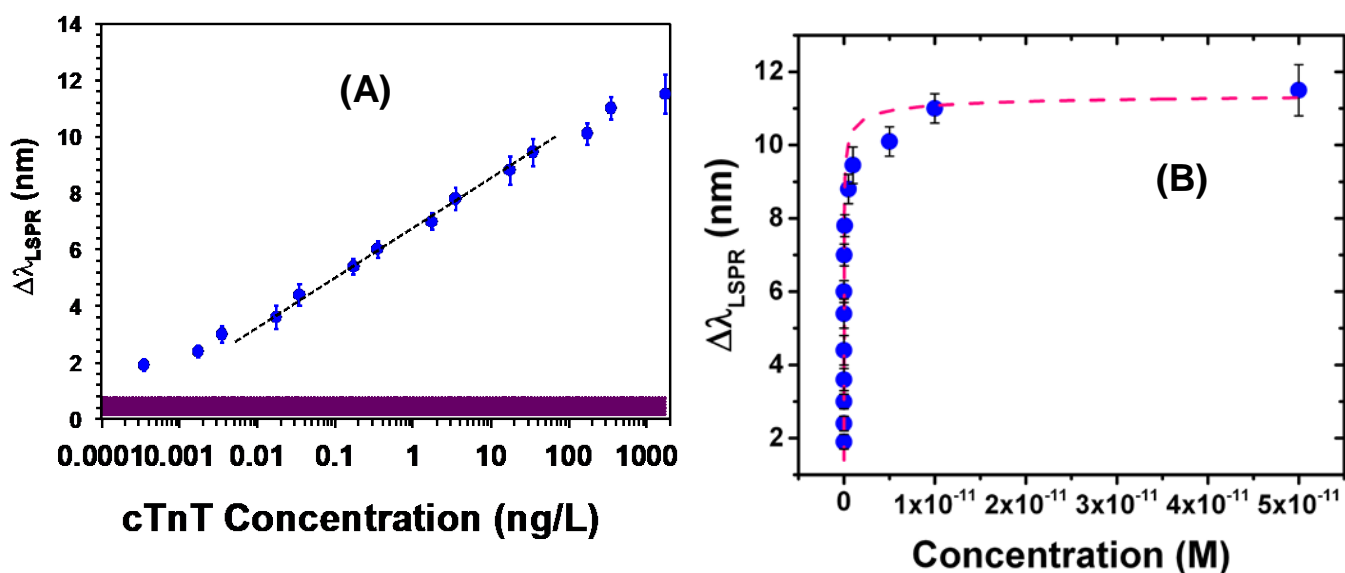 14
12
10
8
6
4
2
0
ΔλLSPR (nm)
(A)
0.0001 0.001 0.01 0.1 1 10 100 1000
cTnT Concentration (ng/L)
12
10
8
6
4
2
ΔλLSPR (nm)
(B)
0 1x10⁻¹¹ 2x10⁻¹¹ 3x10⁻¹¹ 4x10⁻¹¹ 5x10⁻¹¹
Concentration (M)